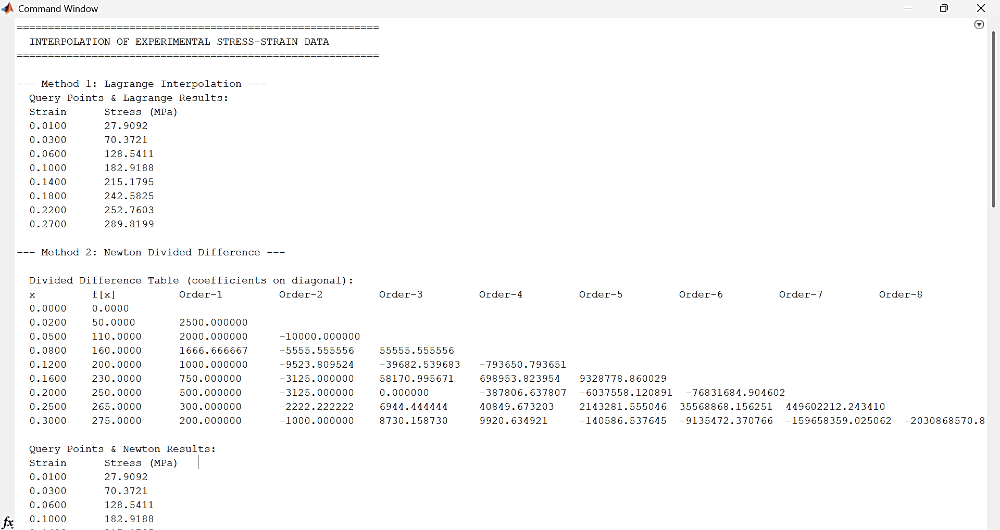 Command Window
==========================================================
INTERPOLATION OF EXPERIMENTAL STRESS-STRAIN DATA
==========================================================
--- Method 1: Lagrange Interpolation ---
Query Points & Lagrange Results:
Strain Stress (MPa)
0.0100 27.9092
0.0300 70.3721
0.0600 128.5411
0.1000 182.9188
0.1400 215.1795
0.1800 242.5825
0.2200 252.7603
0.2700 289.8199
--- Method 2: Newton Divided Difference ---
Divided Difference Table (coefficients on diagonal):
x f[x] Order-1 Order-2 Order-3 Order-4 Order-5 Order-6 Order-7 Order-8
0.0000 0.0000
0.0200 50.0000 2500.000000
0.0500 110.0000 2000.000000 -10000.000000
0.0800 160.0000 1666.666667 -5555.555556 55555.555556
0.1200 200.0000 1000.000000 -9523.809524 -39682.539683 -793650.793651
0.1600 230.0000 750.000000 -3125.000000 58170.995671 698953.823954 9328778.860029
0.2000 250.0000 500.000000 -3125.000000 0.000000 -387806.637807 -6037558.120891 -76831684.904602
0.2500 265.0000 300.000000 -2222.222222 6944.444444 40849.673203 2143281.555046 35568868.156251 449602212.243410
0.3000 275.0000 200.000000 -1000.000000 8730.158730 9920.634921 -140586.537645 -9135472.370766 -159658359.025062 -2030868570.8
Query Points & Newton Results:
Strain Stress (MPa)
0.0100 27.9092
0.0300 70.3721
0.0600 128.5411
fx 0.1000 182.9188